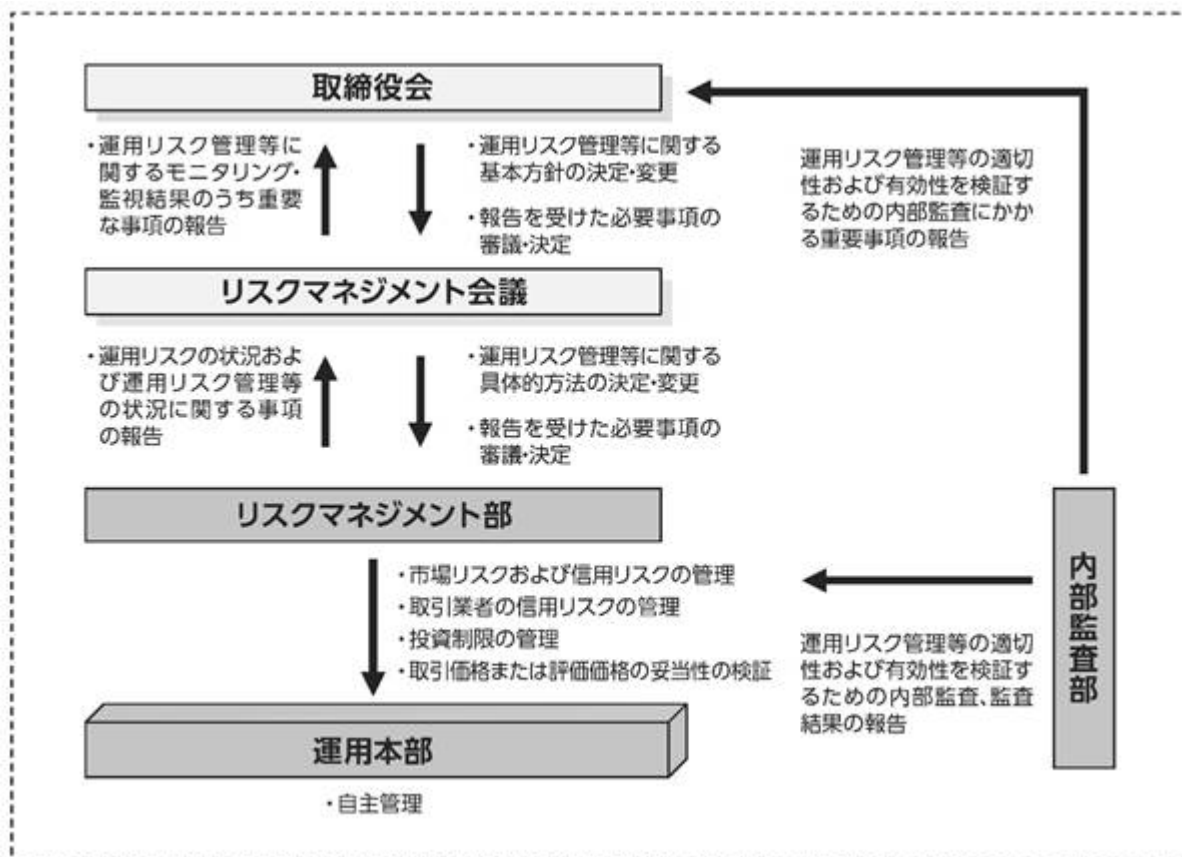 取締役会
・運用リスク管理等に
関するモニタリング・
監視結果のうち重要
な事項の報告
・運用リスク管理等に関する
基本方針の決定・変更
・報告を受けた必要事項の
審議・決定
運用リスク管理等の適切
性および有効性を検証す
るための内部監査にかか
る重要事項の報告
リスクマネジメント会議
・運用リスクの状況およ
び運用リスク管理等
の状況に関する事項
の報告
・運用リスク管理等に関する
具体的方法の決定・変更
・報告を受けた必要事項の
審議・決定
リスクマネジメント部
・市場リスクおよび信用リスクの管理
・取引業者の信用リスクの管理
・投資制限の管理
・取引価格または評価価格の妥当性の検証
内部監査部
運用リスク管理等の適切
性および有効性を検証す
るための内部監査、監査
結果の報告
運用本部
・自主管理